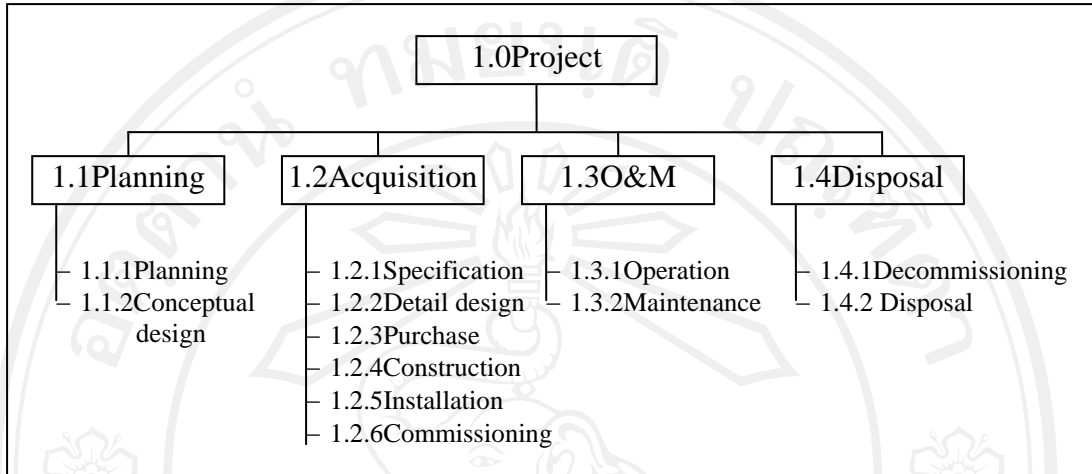 1.0Project
1.1Planning
1.1.1Planning
1.1.2Conceptual
design
1.2Acquisition
1.2.1Specification
1.2.2Detail design
1.2.3Purchase
1.2.4Construction
1.2.5Installation
1.2.6Commissioning
1.3O&M
1.3.1Operation
1.3.2Maintenance
1.4Disposal
1.4.1Decommissioning
1.4.2 Disposal